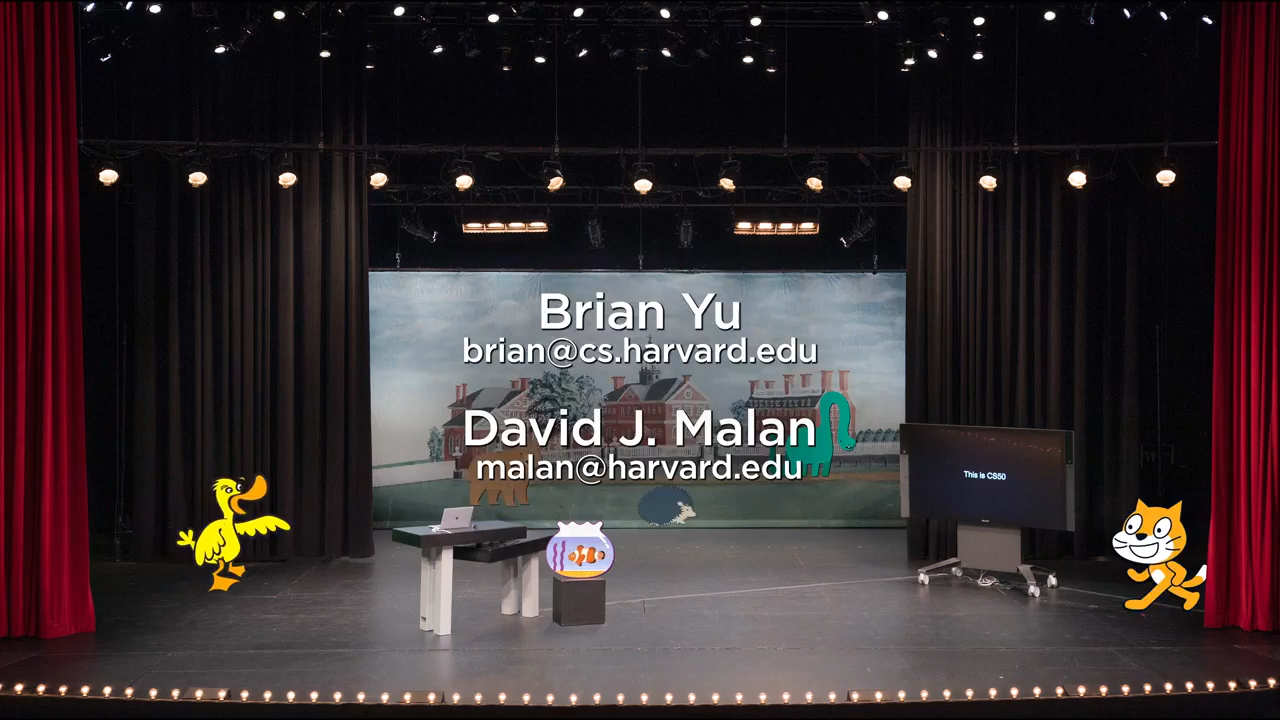 Brian Yu
brian@cs.harvard.edu
David J. Malan
malan@harvard.edu
This is CS50